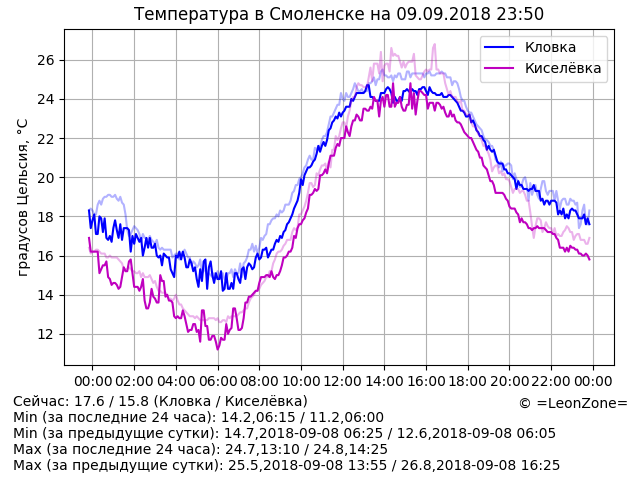 Температура в Смоленске на 09.09.2018 23:50
Кловка
Киселёвка
градусов Цельсия, °C
26
24
22
20
18
16
14
12
00:00 02:00 04:00 06:00 08:00 10:00 12:00 14:00 16:00 18:00 20:00 22:00 00:00
Сейчас: 17.6 / 15.8 (Кловка / Киселёвка)
© =LeonZone=
Min (за последние 24 часа): 14.2,06:15 / 11.2,06:00
Min (за предыдущие сутки): 14.7,2018-09-08 06:25 / 12.6,2018-09-08 06:05
Max (за последние 24 часа): 24.7,13:10 / 24.8,14:25
Max (за предыдущие сутки): 25.5,2018-09-08 13:55 / 26.8,2018-09-08 16:25